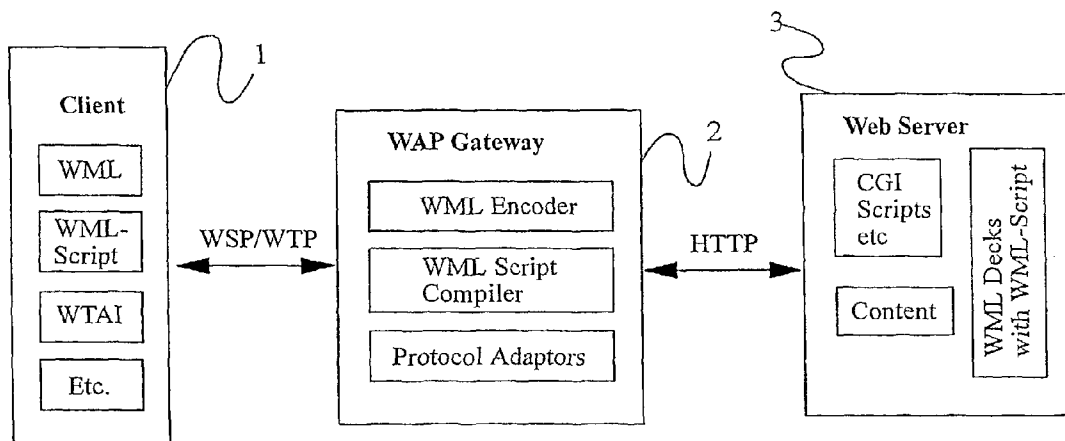 1
Client
WML
WML-
Script
WTAI
Etc.
WSP/WTP
2
WAP Gateway
WML Encoder
WML Script
Compiler
Protocol Adaptors
HTTP
3
Web Server
CGI
Scripts
etc
Content
WML Decks
with WML-Script